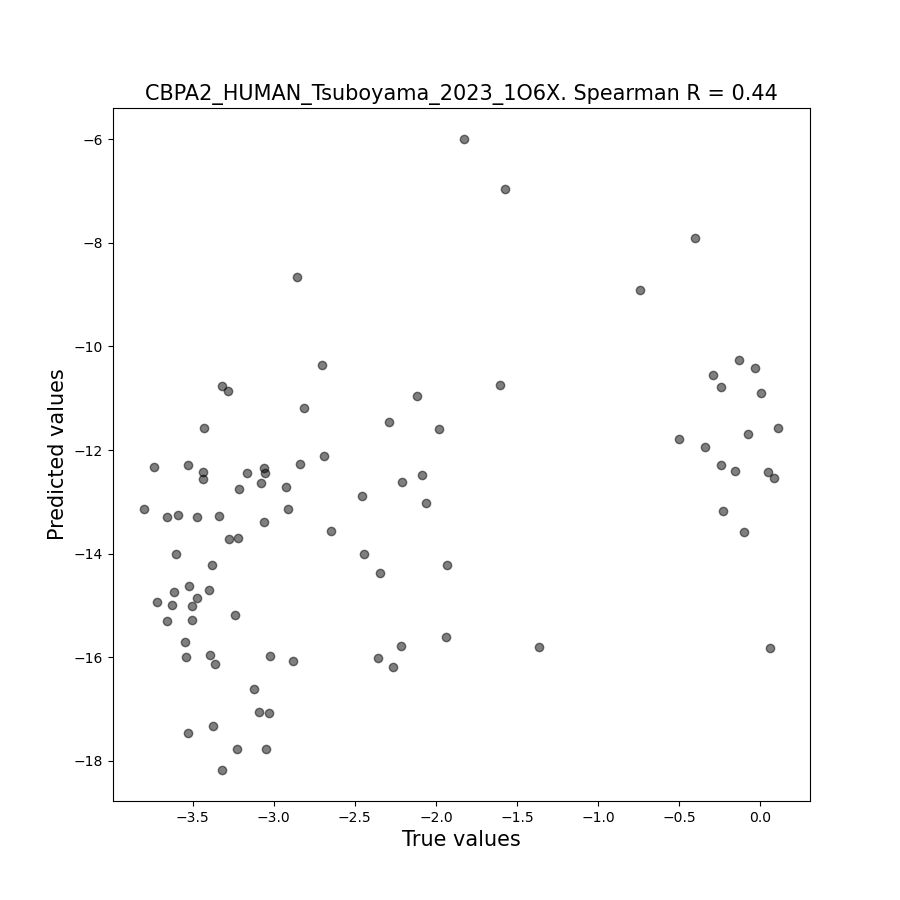 CBPA2_HUMAN_Tsuboyama_2023_1O6X. Spearman R = 0.44
−6
−8
−10
−12
−14
−16
−18
Predicted values
−3.5 −3.0 −2.5 −2.0 −1.5 −1.0 −0.5 0.0
True values